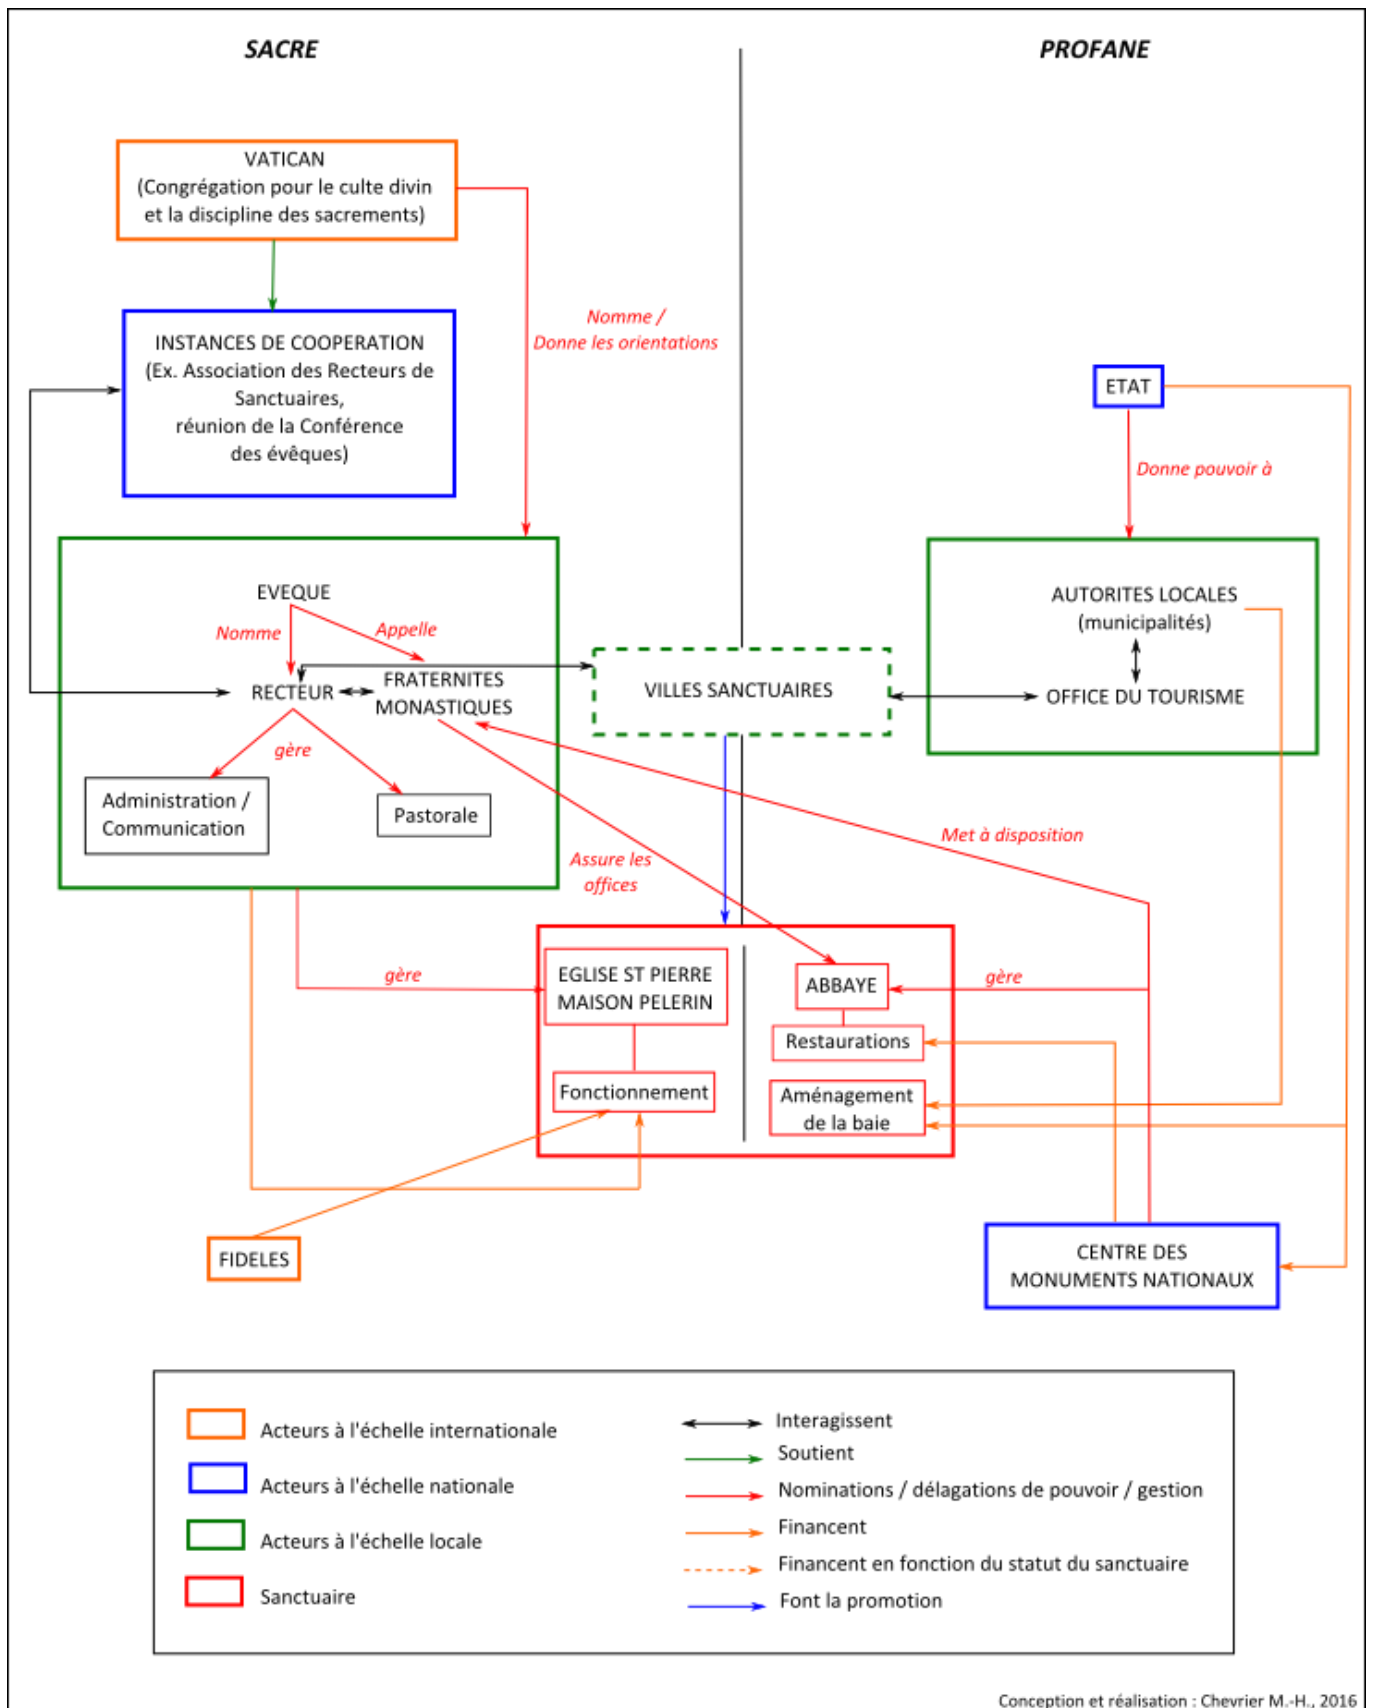 SACRE
PROFANE
VATICAN
(Congrégation pour le culte divin
et la discipline des sacrements)
Nomme /
Donne les orientations
INSTANCES DE COOPERATION
(Ex. Association des Recteurs de
Sanctuaires,
réunion de la Conférence
des évêques)
ETAT
Donne pouvoir à
EVEQUE
Nomme
Appelle
RECTEUR
FRATERNITES
MONASTIQUES
gère
Administration /
Communication
Pastorale
VILLES SANCTUAIRES
AUTORITES LOCALES
(municipalités)
OFFICE DU TOURISME
Met à disposition
Assure les
offices
gère
EGLISE ST PIERRE
MAISON PELERIN
Fonctionnement
ABBAYE
gère
Restaurations
Aménagement
de la baie
FIDELES
CENTRE DES
MONUMENTS NATIONAUX
Acteurs à l'échelle internationale
Acteurs à l'échelle nationale
Acteurs à l'échelle locale
Sanctuaire
Interagissent
Soutient
Nominations / délagations de pouvoir / gestion
Financent
Financent en fonction du statut du sanctuaire
Font la promotion
Conception et réalisation : Chevrier M.-H., 2016